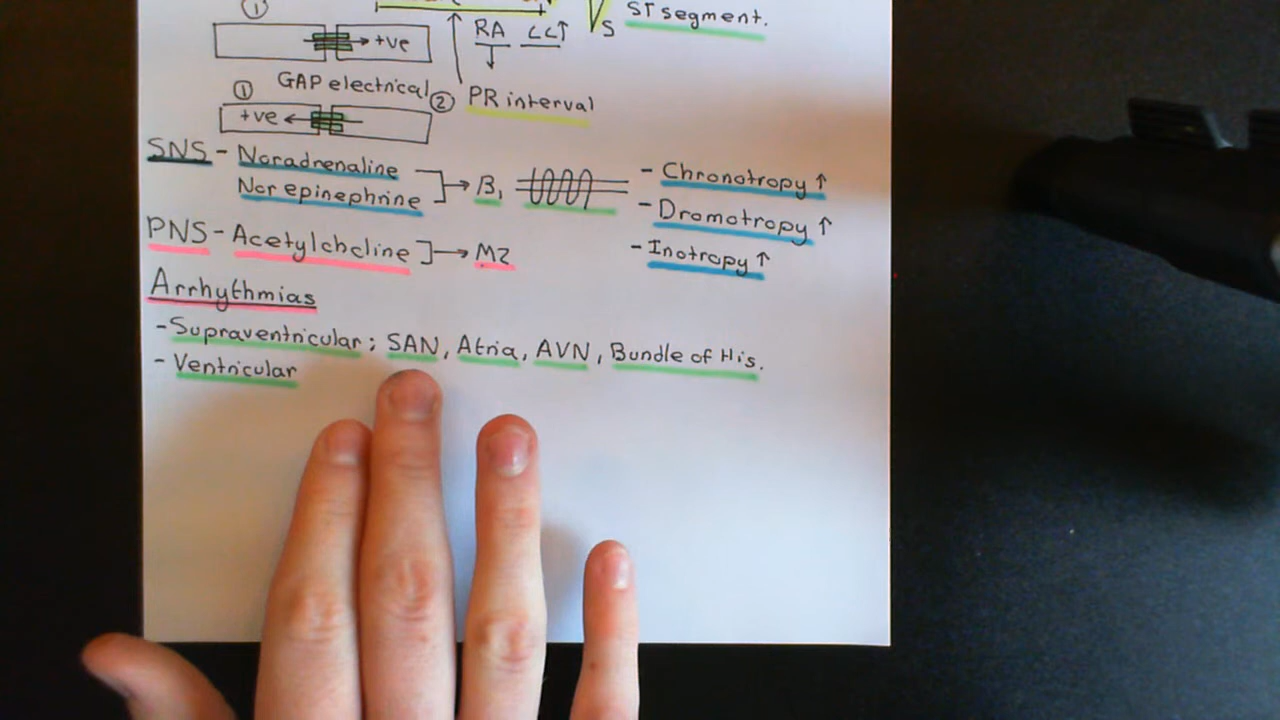 ① S ST segment.
+ve RA CC↑
GAP electrical
① ② PR interval
+ve
SNS - Noradrenaline → β₁ - Chronotropy ↑
Norepinephrine - Dromotropy ↑
PNS - Acetylcholine → M2 - Inotropy ↑
Arrhythmias
- Supraventricular; SAN, Atria, AVN, Bundle of His.
- Ventricular